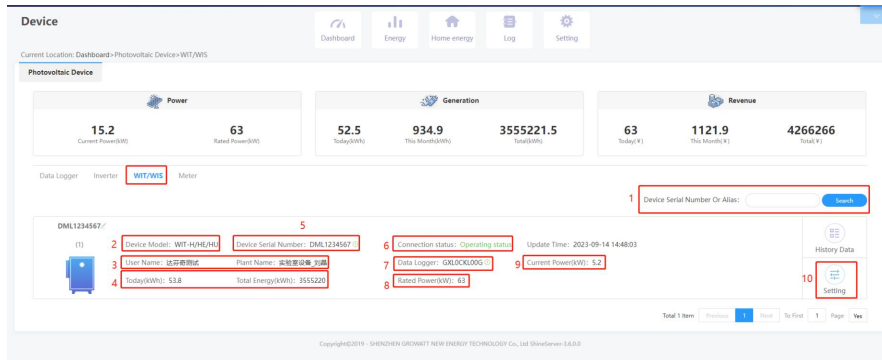 Device
Dashboard Energy Home energy Log Setting
Current Location: Dashboard>Photovoltaic Device>WIT/WIS
Photovoltaic Device
Power
15.2 63
Current Power(kW) Rated Power(kW)
Generation
52.5 934.9 3555221.5
Today(kWh) This Month(kWh) Total(kWh)
Revenue
63 1121.9 4266266
Today(¥) This Month(¥) Total(¥)
Data Logger Inverter WIT/WIS Meter
1 Device Serial Number Or Alias: Search
DML1234567
(1)
5
2 Device Model: WIT-H/HE/HU Device Serial Number: DML1234567 6 Connection status: Operating status Update Time: 2023-09-14 14:48:03
3 User Name: 达芬奇测试 Plant Name: 实验室设备_刘晶 7 Data Logger: GXL0CKL00G 9 Current Power(kW): 5.2
4 Today(kWh): 53.8 Total Energy(kWh): 3555220 8 Rated Power(kW): 63
History Data
10 Setting
Total 1 Item Previous 1 Next To First 1 Page Yes
Copyright©2019 - SHENZHEN GROWATT NEW ENERGY TECHNOLOGY Co., Ltd ShineServer-3.6.0.0